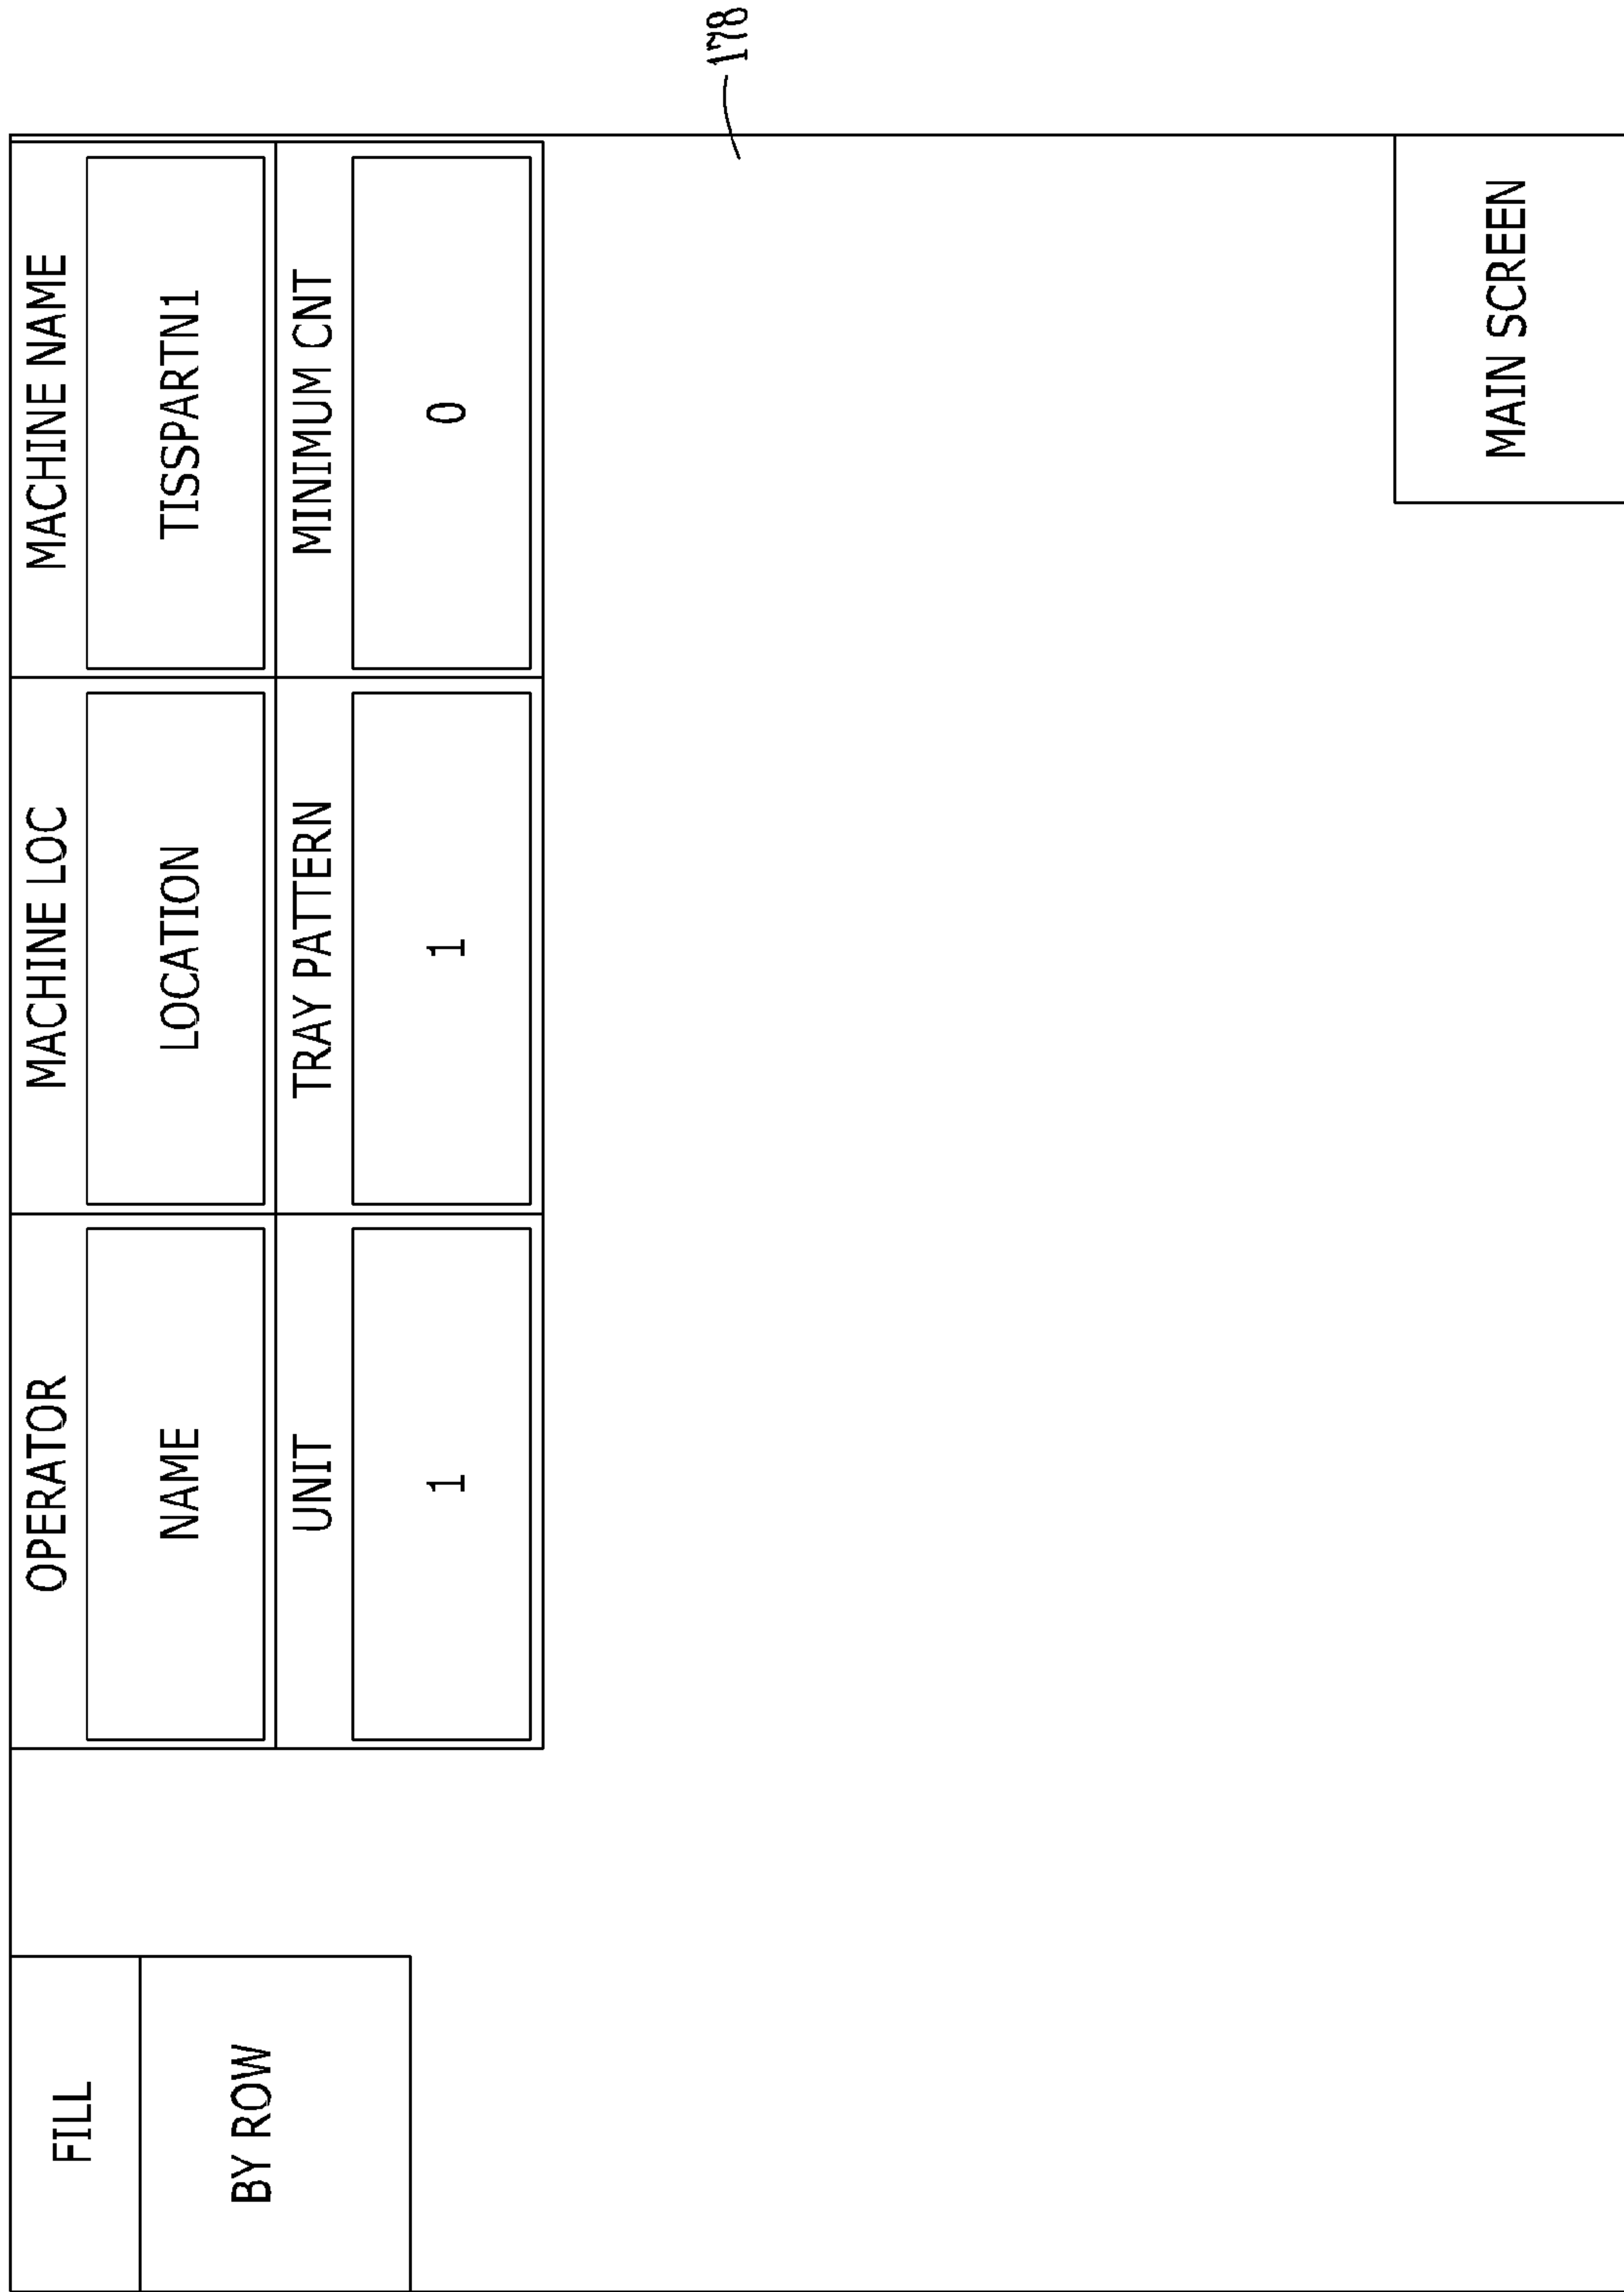 FILL
BY ROW
OPERATOR
NAME
MACHINE LOC
LOCATION
MACHINE NAME
TISSPARTN1
UNIT
1
TRAY PATTERN
1
MINIMUM CNT
0
178
MAIN SCREEN